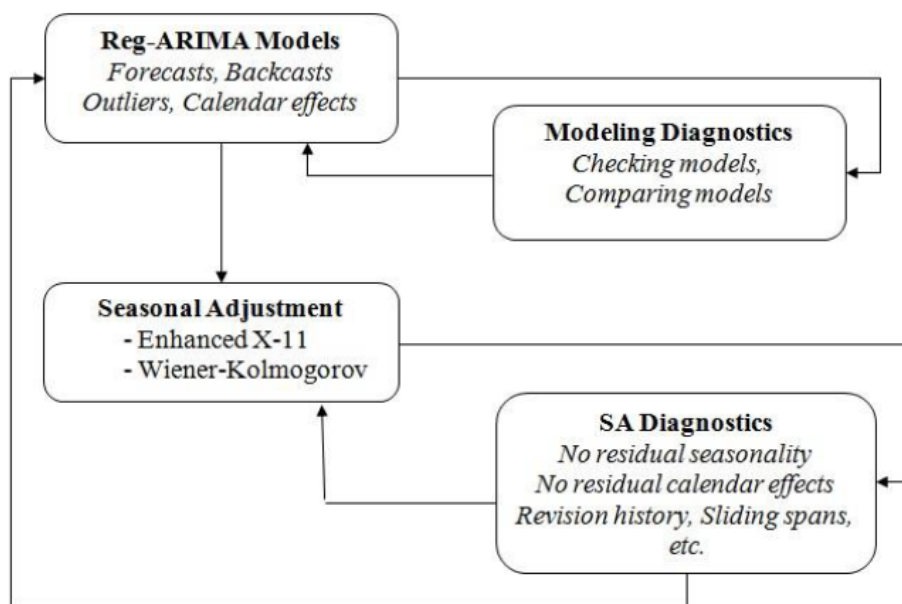 Reg-ARIMA Models
Forecasts, Backcasts
Outliers, Calendar effects
Modeling Diagnostics
Checking models,
Comparing models
Seasonal Adjustment
- Enhanced X-11
- Wiener-Kolmogorov
SA Diagnostics
No residual seasonality
No residual calendar effects
Revision history, Sliding spans,
etc.